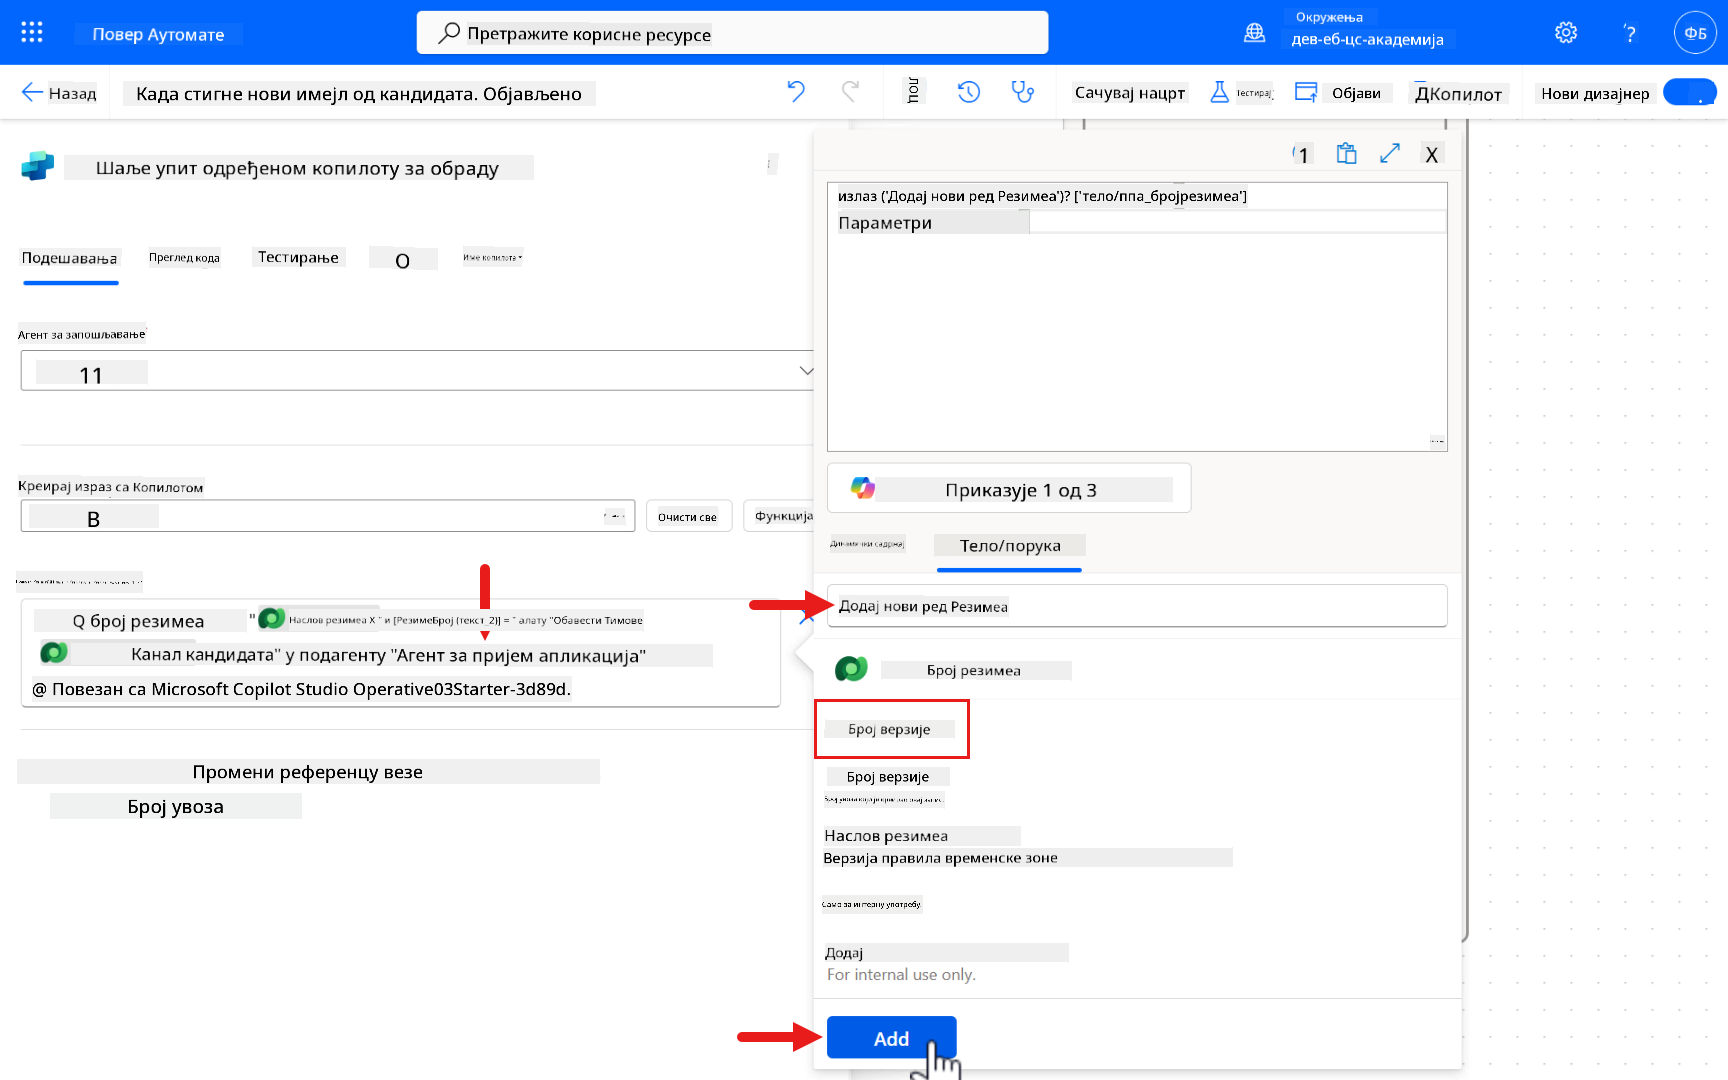 Повер Аутомате
Претражите корисне ресурсе
Окружења
дев-еб-цс-академија
?
ФБ
Назад
Када стигне нови имејл од кандидата. Објављено
Сачувај нацрт
Тестирај
Објави
ДКопилот
Нови дизајнер
Шаље упит одређеном копилоту за обраду
Подешавања
Преглед кода
Тестирање
О
Име копилота
Агент за запошљавање
11
Креирај израз са Копилотом
В
Очисти све
Функција
Q број резимеа " Наслов резимеа X " и [РезимеБрој (текст_2)] = " алату "Обавести Тимове
Канал кандидата" у подагенту "Агент за пријем апликација"
@ Повезан са Microsoft Copilot Studio Operative03Starter-3d89d.
Промени референцу везе
Број увоза
1
X
излаз ('Додај нови ред Резимеа')? ['тело/ппа_бројрезимеа']
Параметри
Приказује 1 од 3
Динамички садржај
Тело/порука
Додај нови ред Резимеа
Број резимеа
Број верзије
Број верзије
Наслов резимеа
Верзија правила временске зоне
Само за интерну употребу.
Додај
For internal use only.
Add